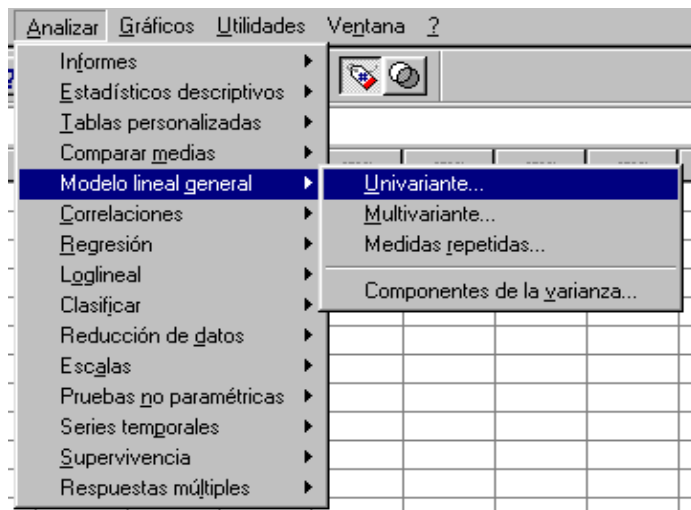 Analizar Gráficos Utilidades Ventana ?
Informes
Estadísticos descriptivos
Tablas personalizadas
Comparar medias
Modelo lineal general
Univariante...
Multivariante...
Medidas repetidas...
Componentes de la varianza...
Correlaciones
Regresión
Loglineal
Clasificar
Reducción de datos
Escalas
Pruebas no paramétricas
Series temporales
Supervivencia
Respuestas múltiples